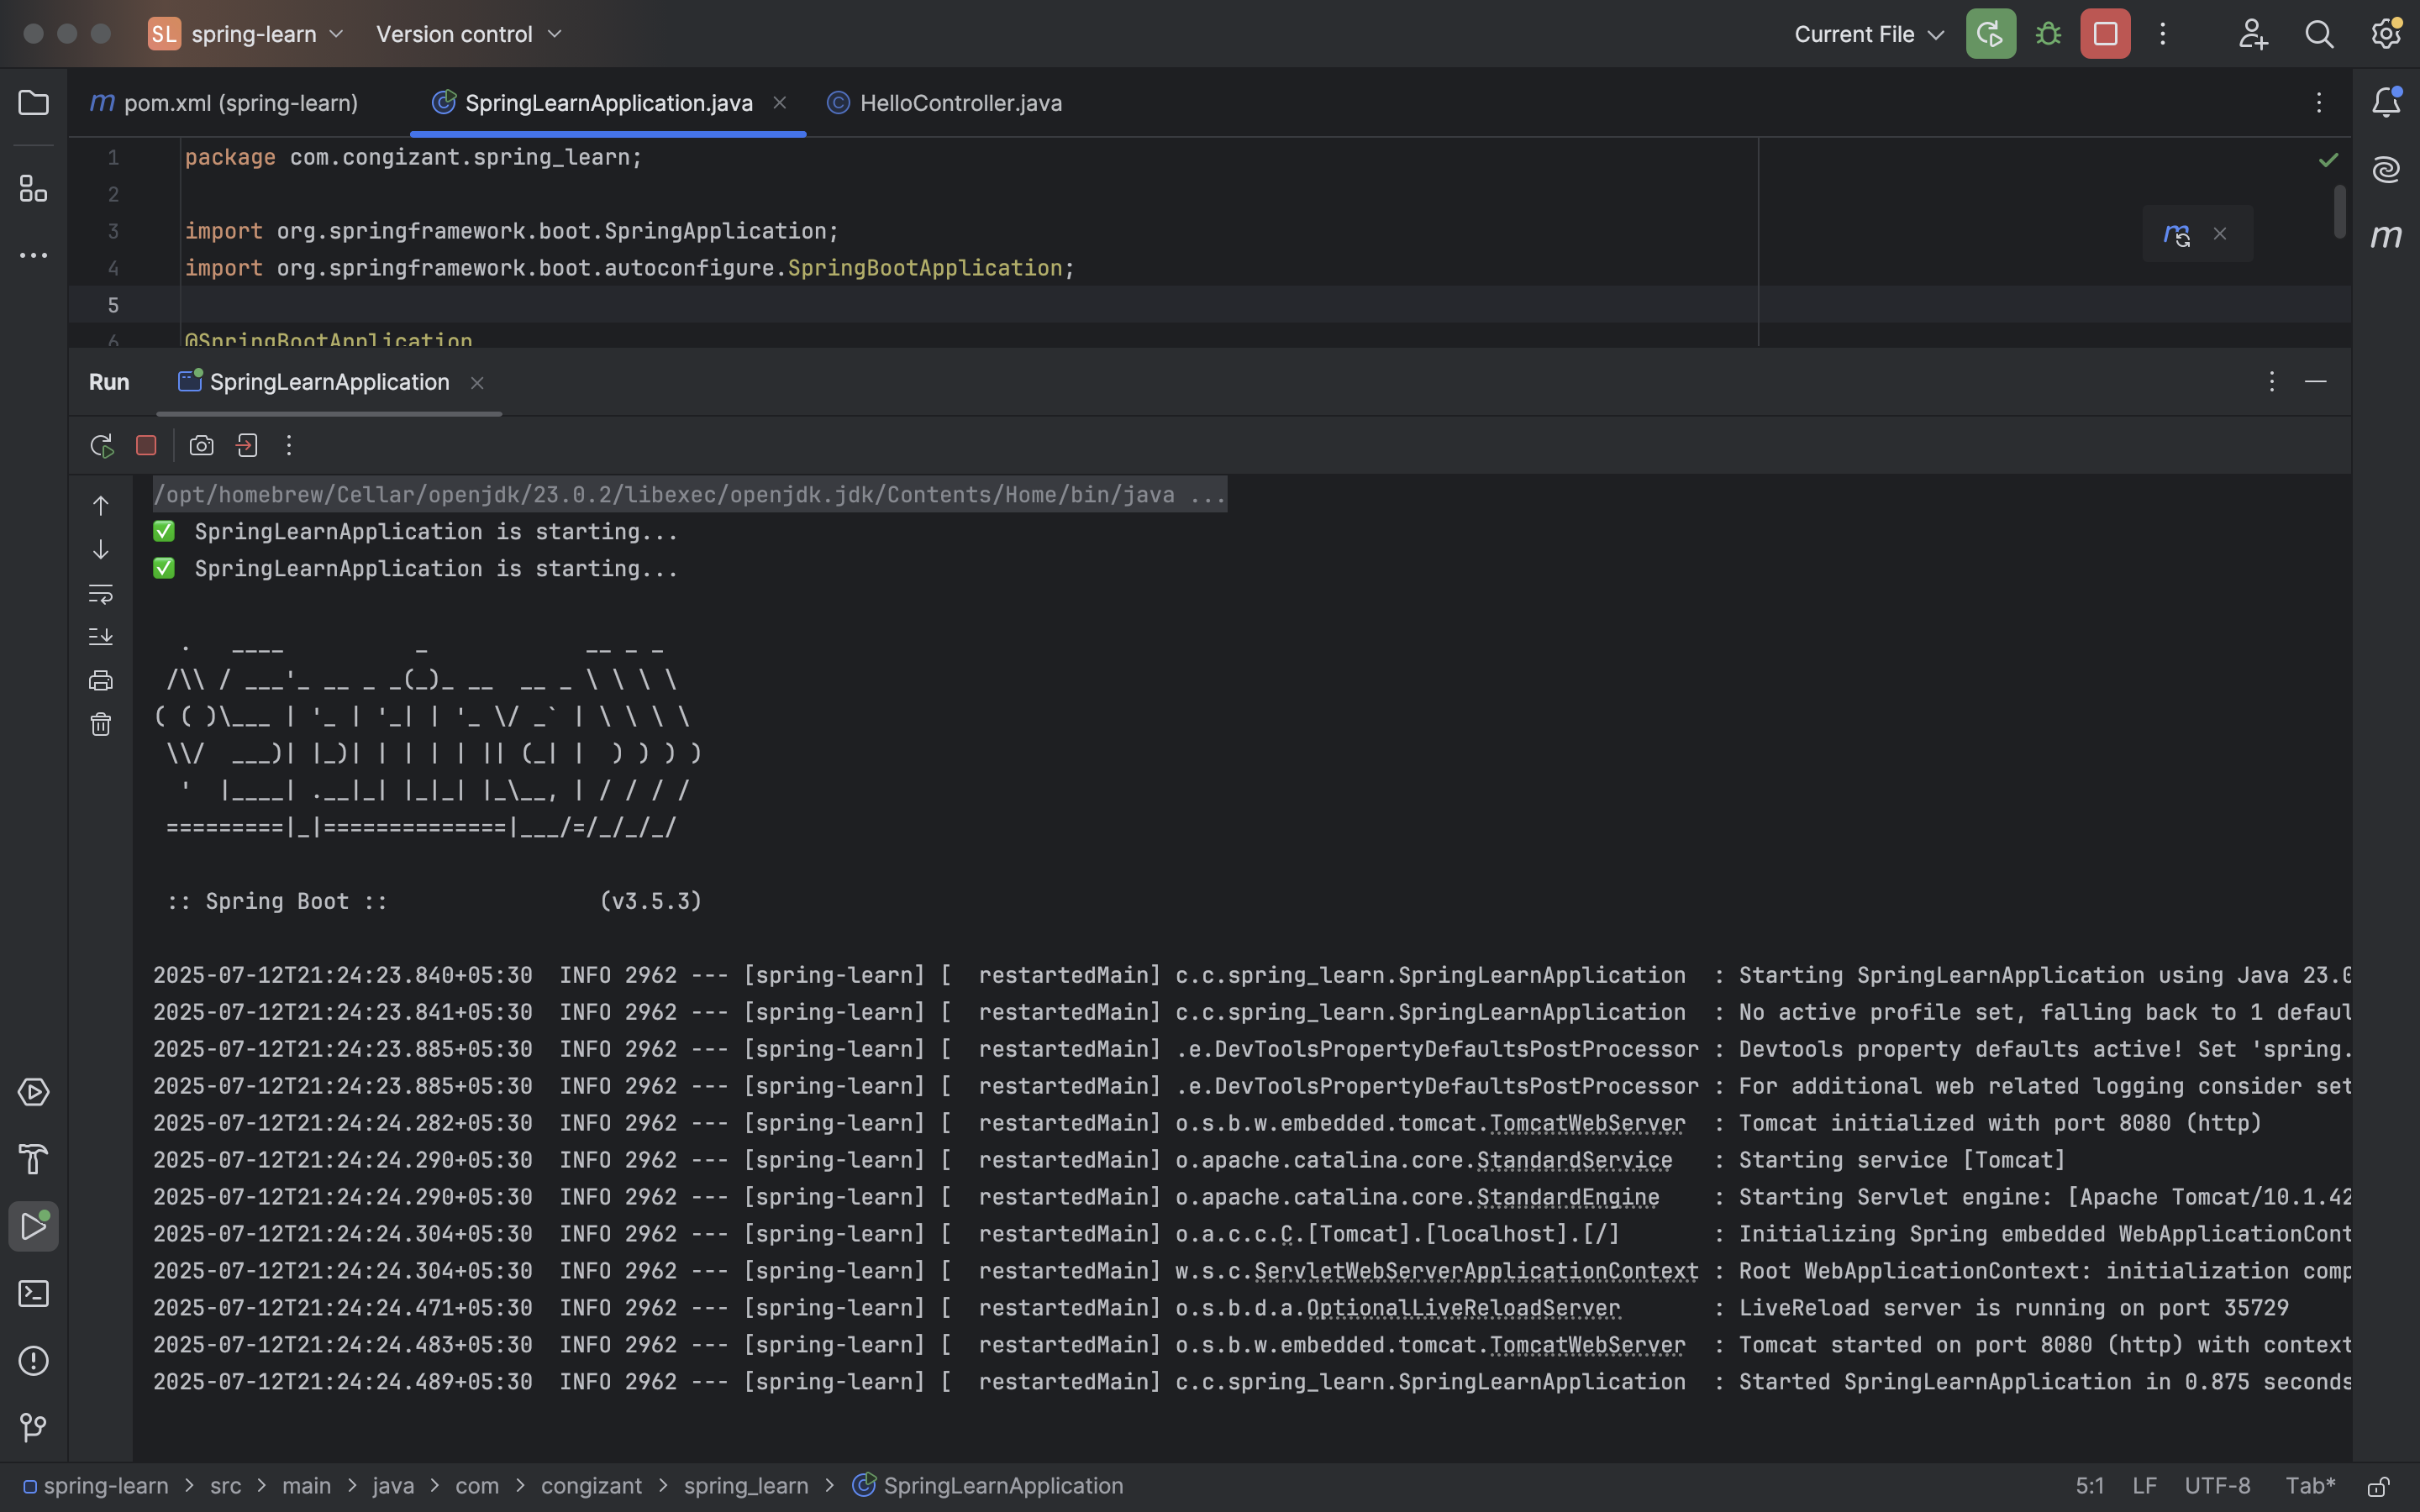 SL spring-learn Version control Current File
m pom.xml (spring-learn) SpringLearnApplication.java HelloController.java
1 package com.congizant.spring_learn;
2
3 import org.springframework.boot.SpringApplication;
4 import org.springframework.boot.autoconfigure.SpringBootApplication;
5
6 @SpringBootApplication
Run SpringLearnApplication
/opt/homebrew/Cellar/openjdk/23.0.2/libexec/openjdk.jdk/Contents/Home/bin/java ...
✅ SpringLearnApplication is starting...
✅ SpringLearnApplication is starting...
  .   ____          _            __ _ _
 /\\ / ___'_ __ _ _(_)_ __  __ _ \ \ \ \
( ( )\___ | '_ | '_| | '_ \/ _` | \ \ \ \
 \\/  ___)| |_)| | | | | || (_| |  ) ) ) )
  '  |____| .__|_| |_|_| |_\__, | / / / /
 =========|_|==============|___/=/_/_/_/
 :: Spring Boot ::                (v3.5.3)
2025-07-12T21:24:23.840+05:30  INFO 2962 --- [spring-learn] [  restartedMain] c.c.spring_learn.SpringLearnApplication  : Starting SpringLearnApplication using Java 23.0
2025-07-12T21:24:23.841+05:30  INFO 2962 --- [spring-learn] [  restartedMain] c.c.spring_learn.SpringLearnApplication  : No active profile set, falling back to 1 defaul
2025-07-12T21:24:23.885+05:30  INFO 2962 --- [spring-learn] [  restartedMain] .e.DevToolsPropertyDefaultsPostProcessor : Devtools property defaults active! Set 'spring.
2025-07-12T21:24:23.885+05:30  INFO 2962 --- [spring-learn] [  restartedMain] .e.DevToolsPropertyDefaultsPostProcessor : For additional web related logging consider set
2025-07-12T21:24:24.282+05:30  INFO 2962 --- [spring-learn] [  restartedMain] o.s.b.w.embedded.tomcat.TomcatWebServer  : Tomcat initialized with port 8080 (http)
2025-07-12T21:24:24.290+05:30  INFO 2962 --- [spring-learn] [  restartedMain] o.apache.catalina.core.StandardService   : Starting service [Tomcat]
2025-07-12T21:24:24.290+05:30  INFO 2962 --- [spring-learn] [  restartedMain] o.apache.catalina.core.StandardEngine    : Starting Servlet engine: [Apache Tomcat/10.1.42
2025-07-12T21:24:24.304+05:30  INFO 2962 --- [spring-learn] [  restartedMain] o.a.c.c.C.[Tomcat].[localhost].[/]       : Initializing Spring embedded WebApplicationCont
2025-07-12T21:24:24.304+05:30  INFO 2962 --- [spring-learn] [  restartedMain] w.s.c.ServletWebServerApplicationContext : Root WebApplicationContext: initialization comp
2025-07-12T21:24:24.471+05:30  INFO 2962 --- [spring-learn] [  restartedMain] o.s.b.d.a.OptionalLiveReloadServer       : LiveReload server is running on port 35729
2025-07-12T21:24:24.483+05:30  INFO 2962 --- [spring-learn] [  restartedMain] o.s.b.w.embedded.tomcat.TomcatWebServer  : Tomcat started on port 8080 (http) with context
2025-07-12T21:24:24.489+05:30  INFO 2962 --- [spring-learn] [  restartedMain] c.c.spring_learn.SpringLearnApplication  : Started SpringLearnApplication in 0.875 seconds
spring-learn > src > main > java > com > congizant > spring_learn > SpringLearnApplication 5:1 LF UTF-8 Tab*